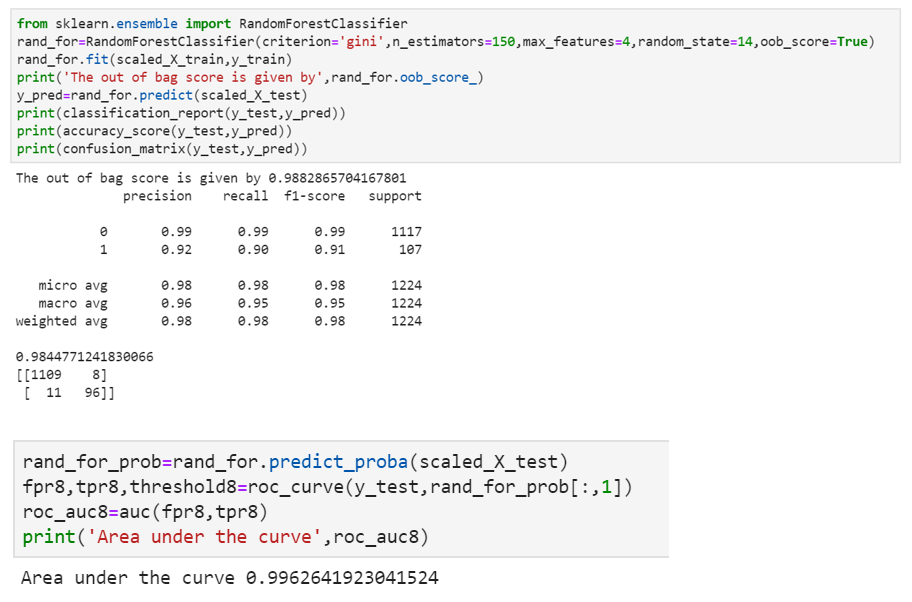 from sklearn.ensemble import RandomForestClassifier
rand_for=RandomForestClassifier(criterion='gini',n_estimators=150,max_features=4,random_state=14,oob_score=True)
rand_for.fit(scaled_X_train,y_train)
print('The out of bag score is given by',rand_for.oob_score_)
y_pred=rand_for.predict(scaled_X_test)
print(classification_report(y_test,y_pred))
print(accuracy_score(y_test,y_pred))
print(confusion_matrix(y_test,y_pred))
The out of bag score is given by 0.9882865704167801
precision recall f1-score support
0 0.99 0.99 0.99 1117
1 0.92 0.90 0.91 107
micro avg 0.98 0.98 0.98 1224
macro avg 0.96 0.95 0.95 1224
weighted avg 0.98 0.98 0.98 1224
0.9844771241830066
[[1109 8]
[ 11 96]]
rand_for_prob=rand_for.predict_proba(scaled_X_test)
fpr8,tpr8,threshold8=roc_curve(y_test,rand_for_prob[:,1])
roc_auc8=auc(fpr8,tpr8)
print('Area under the curve',roc_auc8)
Area under the curve 0.9962641923041524